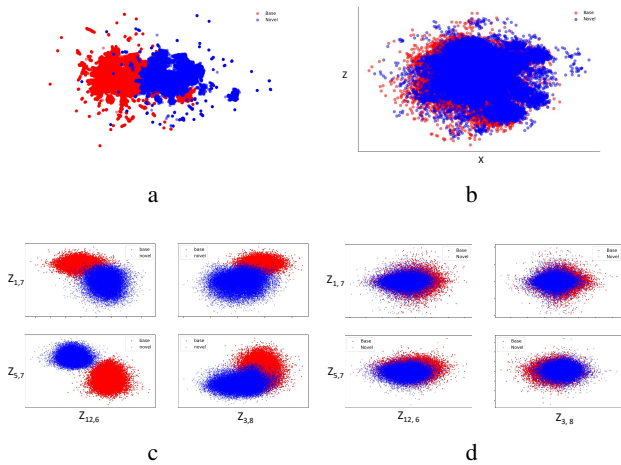 Base
Novel
Base
Novel
Z
X
a
b
base
novel
base
novel
Z1,7
base
novel
base
novel
Z5,7
Z12,6
Z3,8
c
Base
Novel
Base
Novel
Z1, 7
Base
Novel
Base
Novel
Z5,7
Z12, 6
Z3, 8
d